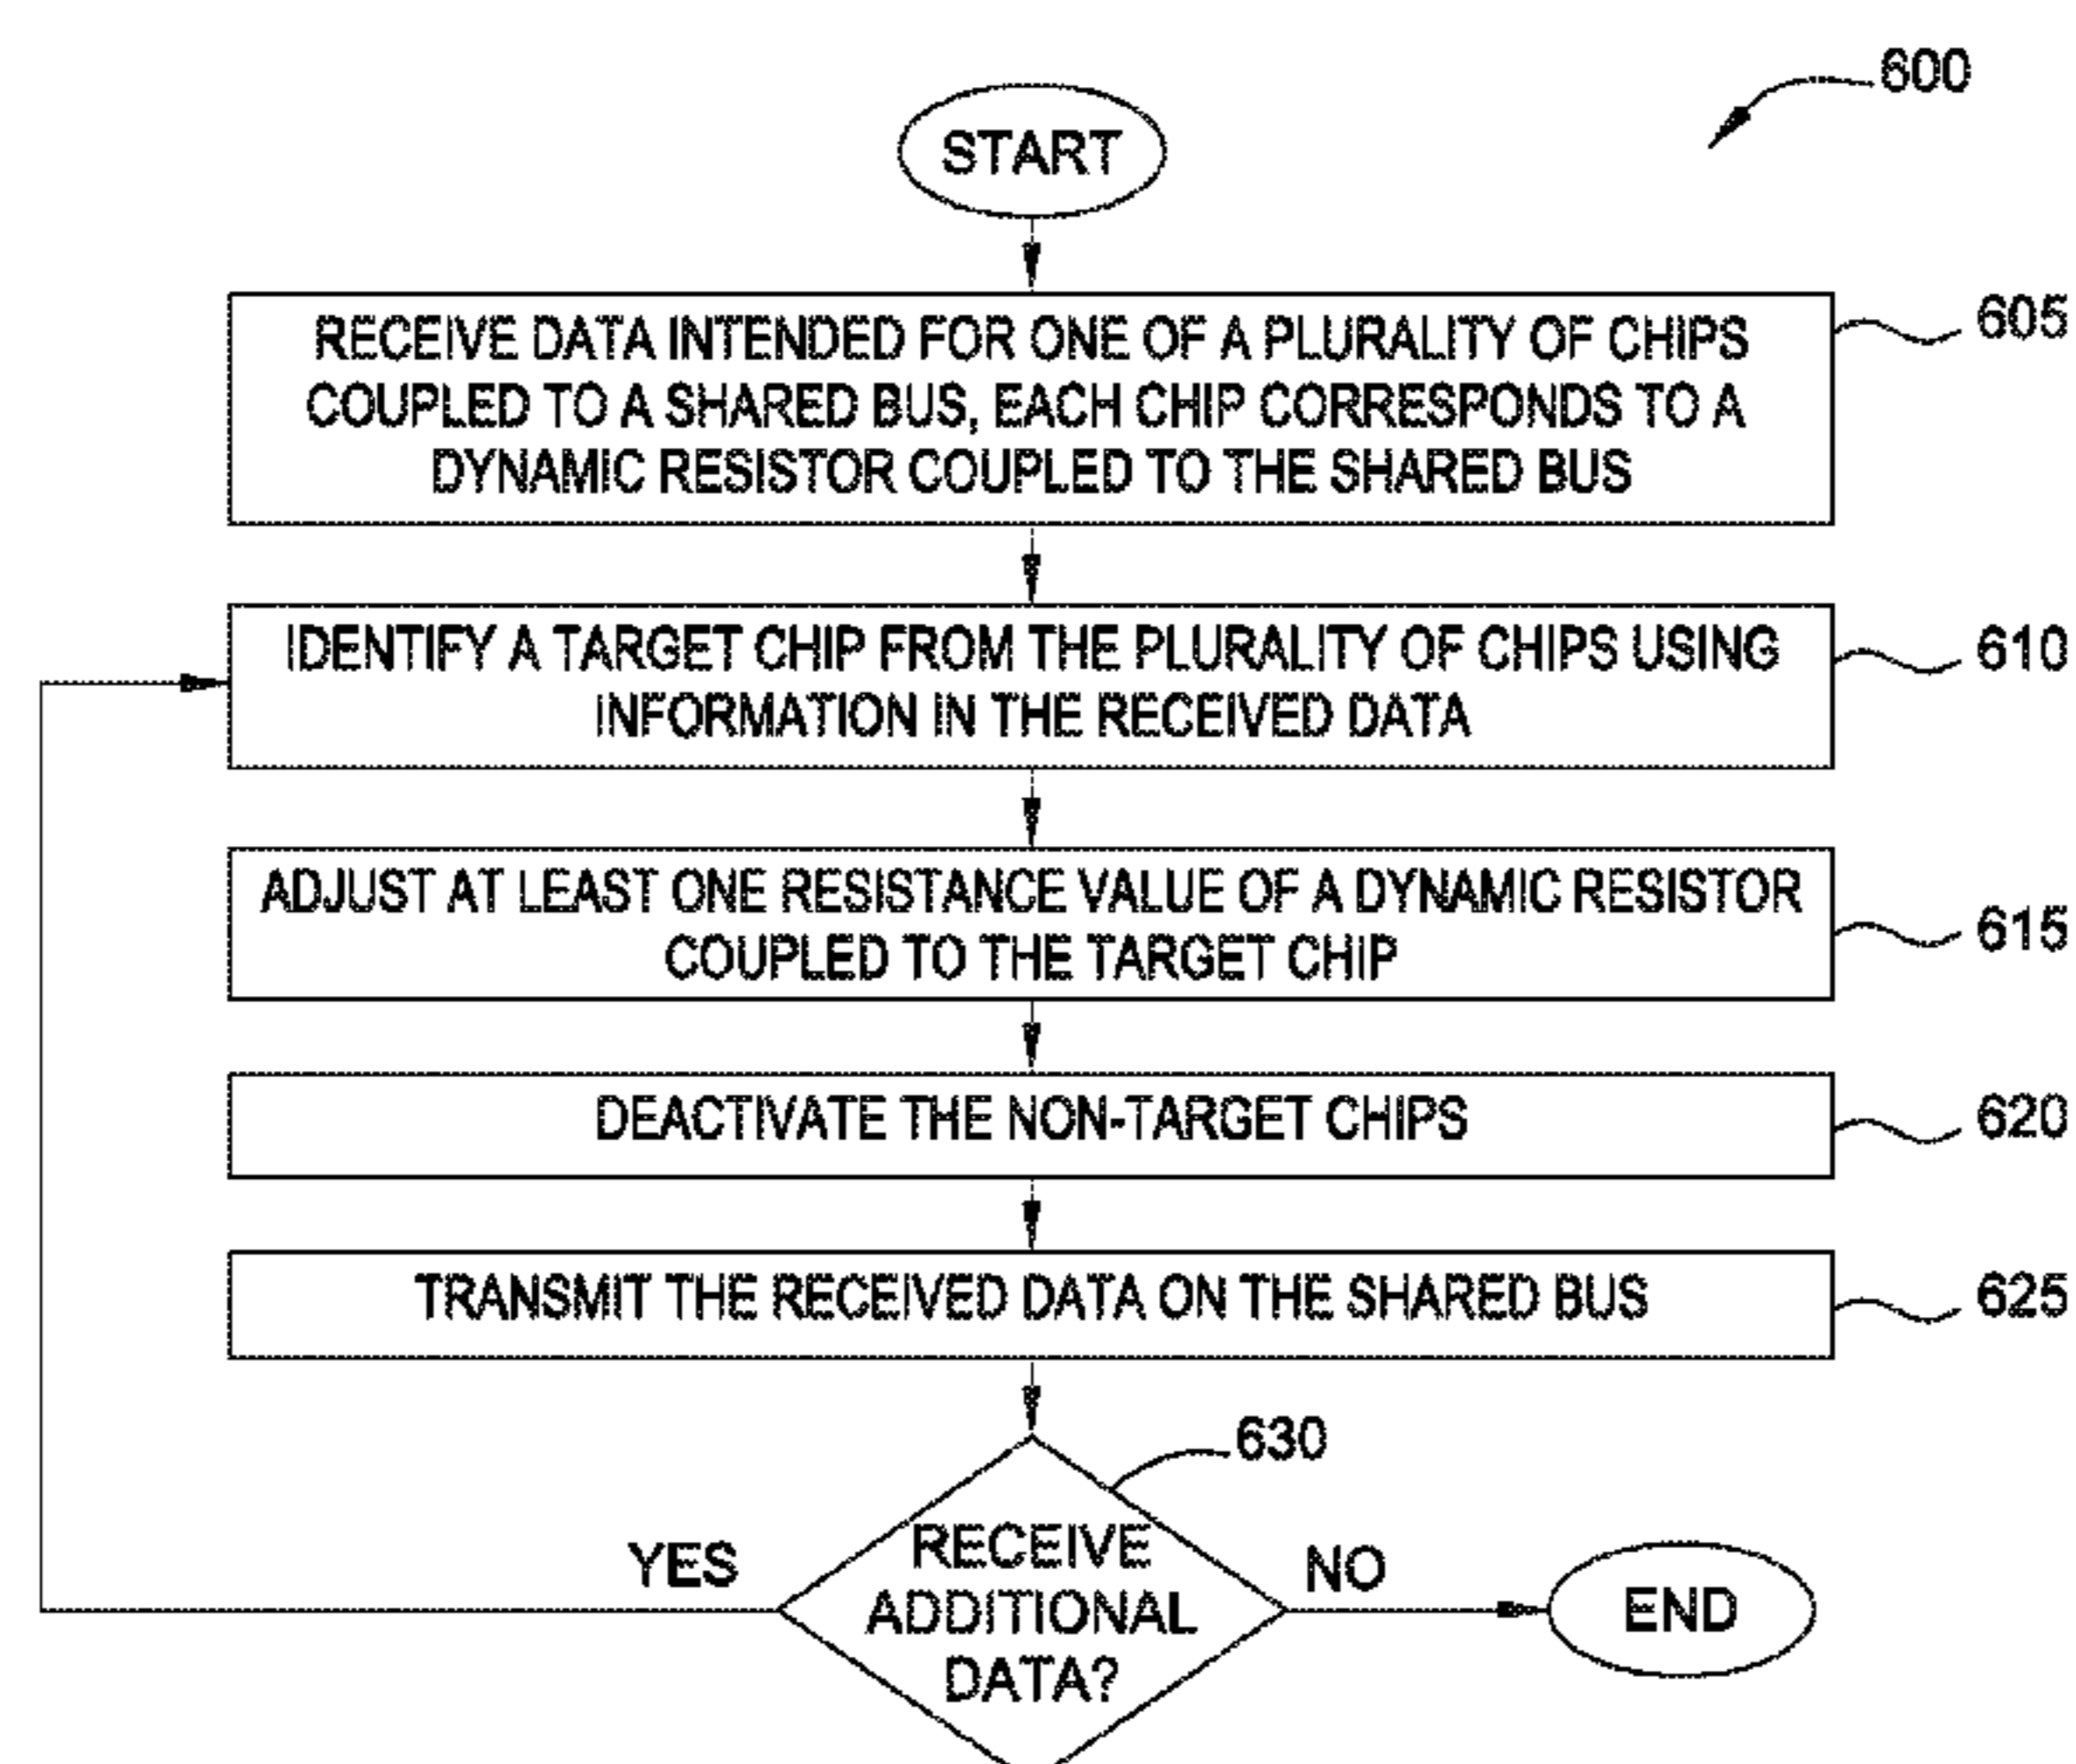 600
START
RECEIVE DATA INTENDED FOR ONE OF A PLURALITY OF CHIPS
COUPLED TO A SHARED BUS, EACH CHIP CORRESPONDS TO A
DYNAMIC RESISTOR COUPLED TO THE SHARED BUS
605
IDENTIFY A TARGET CHIP FROM THE PLURALITY OF CHIPS USING
INFORMATION IN THE RECEIVED DATA
610
ADJUST AT LEAST ONE RESISTANCE VALUE OF A DYNAMIC RESISTOR
COUPLED TO THE TARGET CHIP
615
DEACTIVATE THE NON-TARGET CHIPS
620
TRANSMIT THE RECEIVED DATA ON THE SHARED BUS
625
630
RECEIVE
ADDITIONAL
DATA?
YES
NO
END